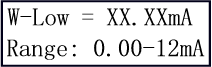 W-Low = XX.XXmA
Range: 0.00-12mA